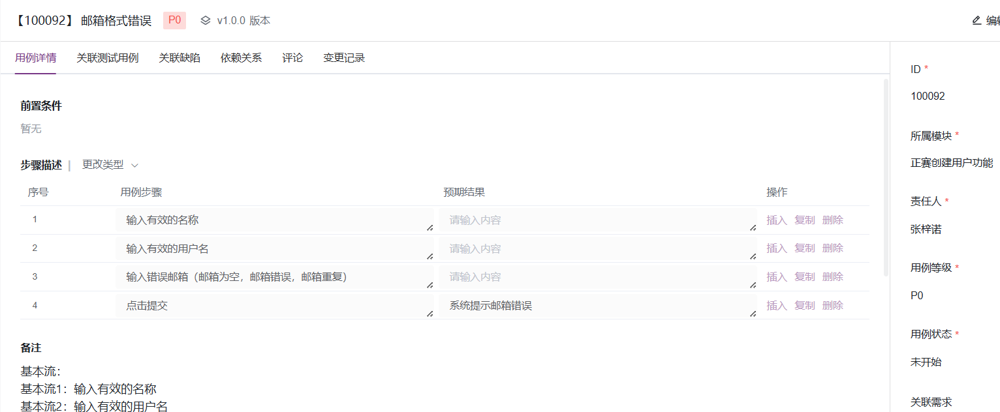 【100092】 邮箱格式错误 P0 v1.0.0 版本 编辑
用例详情 关联测试用例 关联缺陷 依赖关系 评论 变更记录
前置条件
暂无
步骤描述 | 更改类型
序号 用例步骤 预期结果 操作
1 输入有效的名称 请输入内容 插入 复制 删除
2 输入有效的用户名 请输入内容 插入 复制 删除
3 输入错误邮箱（邮箱为空，邮箱错误，邮箱重复） 请输入内容 插入 复制 删除
4 点击提交 系统提示邮箱错误 插入 复制 删除
备注
基本流：
基本流1：输入有效的名称
基本流2：输入有效的用户名
ID *
100092
所属模块 *
正赛创建用户功能
责任人 *
张梓诺
用例等级 *
P0
用例状态 *
未开始
关联需求